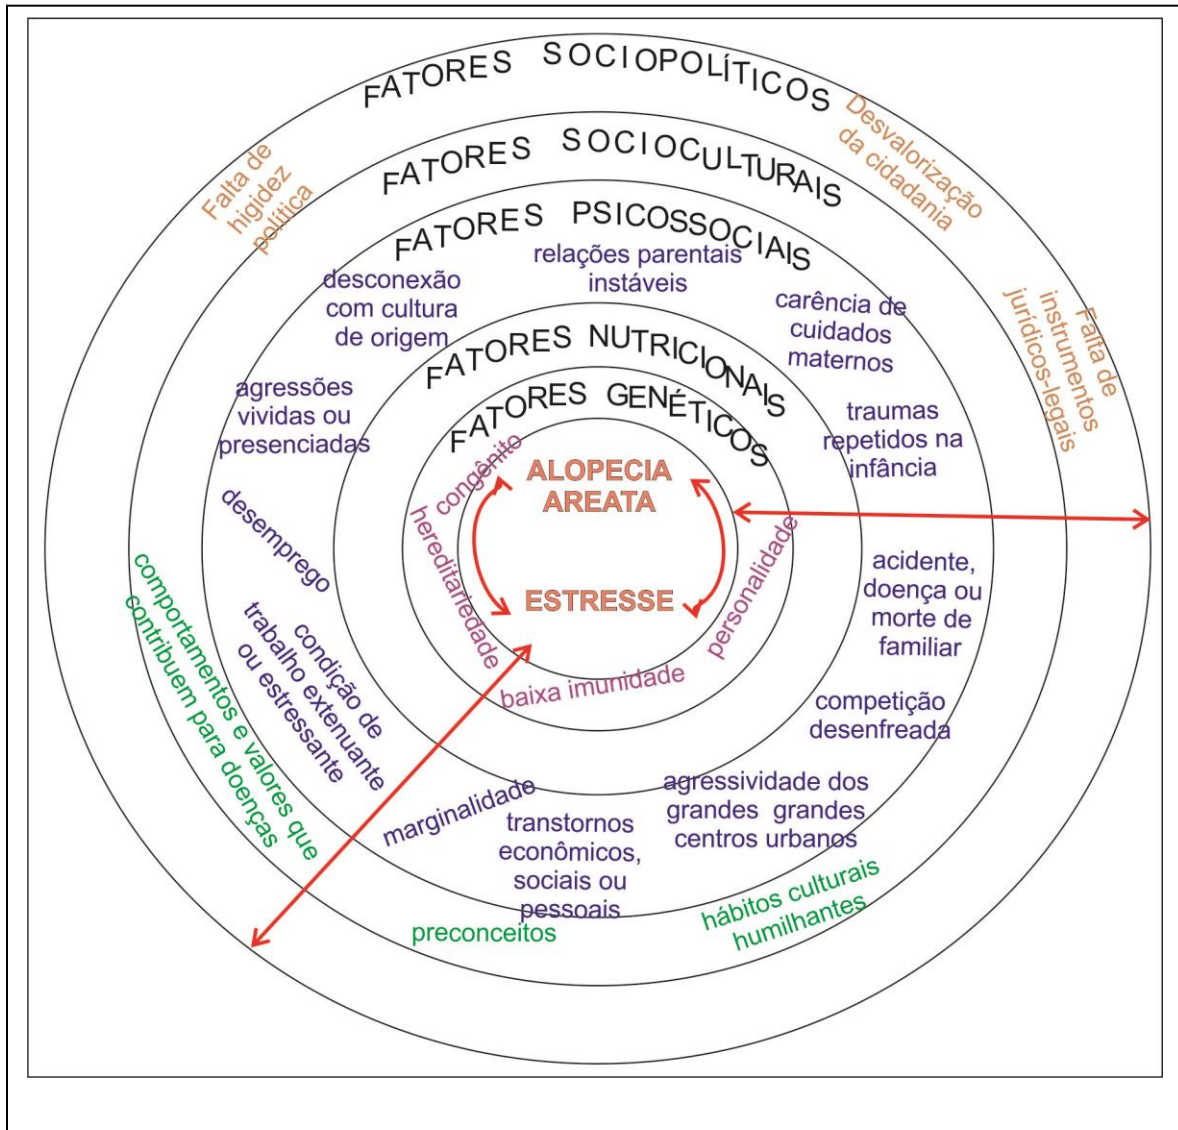 FATORES SOCIOPOLÍTICOS
Falta de
higidez
política
Desvalorização
da cidadania
Falta de
instrumentos
jurídicos-legais
FATORES SOCIOCULTURAIS
comportamentos e valores que
contribuem para doenças
preconceitos
hábitos culturais
humilhantes
FATORES PSICOSSOCIAIS
relações parentais
instáveis
desconexão
com cultura
de origem
carência de
cuidados
maternos
agressões
vividas ou
presenciadas
traumas
repetidos na
infância
desemprego
acidente,
doença ou
morte de
familiar
condição de
trabalho extenuante
ou estressante
competição
desenfreada
marginalidade
transtornos
econômicos,
sociais ou
pessoais
agressividade dos
grandes grandes
centros urbanos
FATORES NUTRICIONAIS
FATORES GENÉTICOS
congênito
hereditariedade
personalidade
baixa imunidade
ALOPECIA
AREATA
ESTRESSE